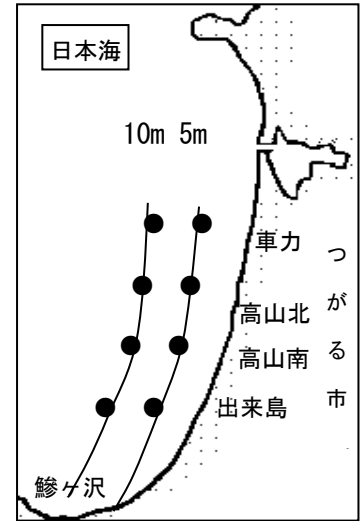 日本海
10m 5m
車力
高山北
高山南
出来島
つがる市
鰺ヶ沢